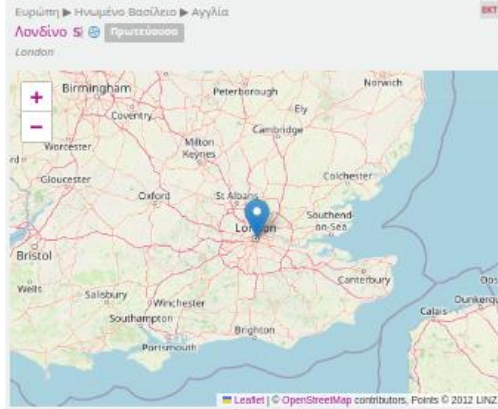 Ευρώπη ▶ Ηνωμένο Βασίλειο ▶ Αγγλία
Λονδίνο S Πρωτεύουσα
London
+
−
Birmingham
Peterborough
Norwich
Coventry
Ely
Cambridge
Worcester
Milton
Keynes
Gloucester
Colchester
Oxford
St Albans
London
Southend
-on-Sea
Bristol
Canterbury
Wells
Salisbury
Winchester
Southampton
Calais
Dunkerqu
Brighton
Portsmouth
Leaflet | © OpenStreetMap contributors, Points © 2012 LINZ